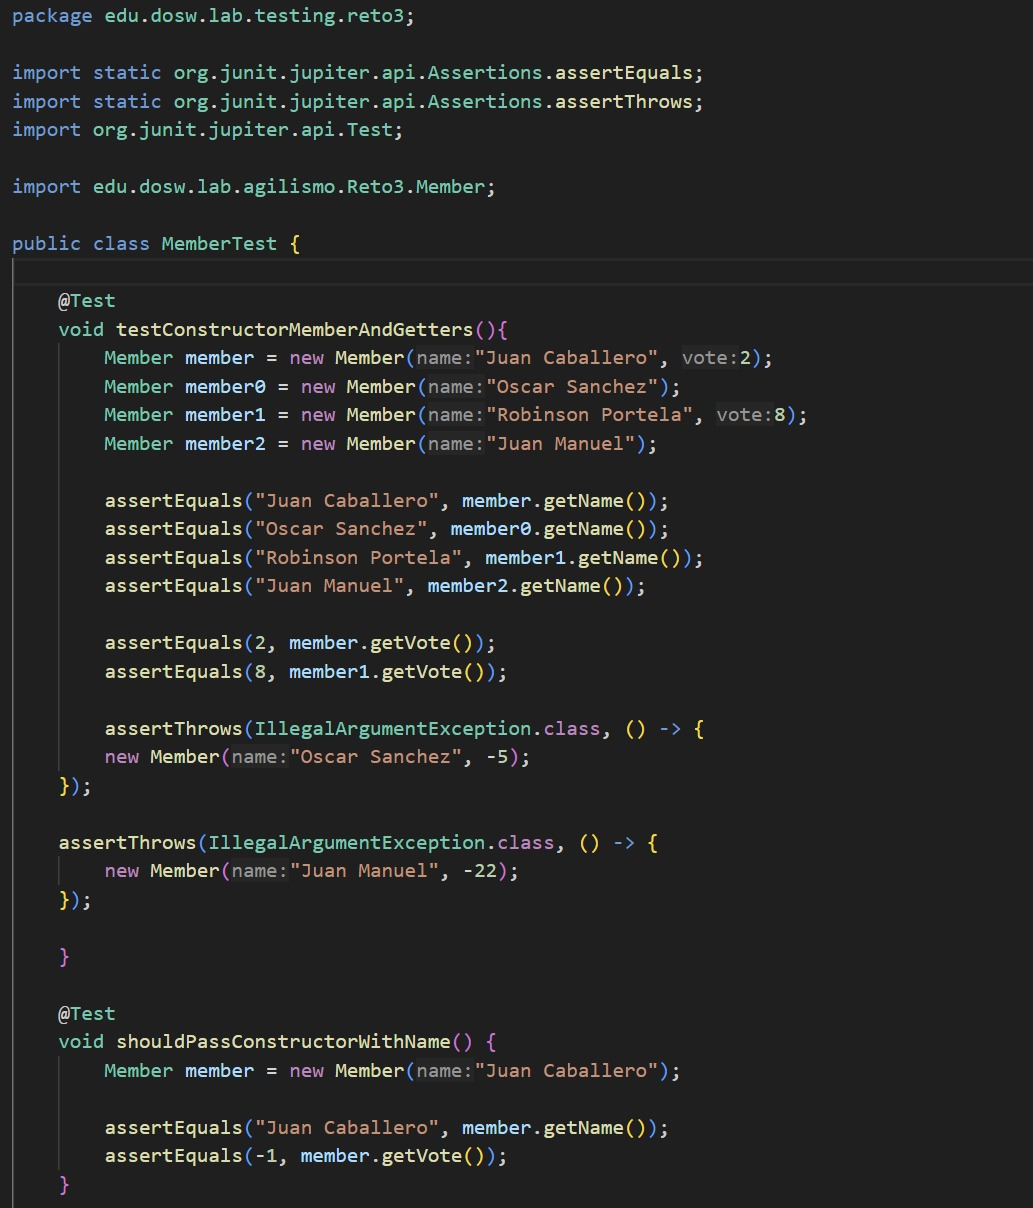 package edu.dosw.lab.testing.reto3;
import static org.junit.jupiter.api.Assertions.assertEquals;
import static org.junit.jupiter.api.Assertions.assertThrows;
import org.junit.jupiter.api.Test;
import edu.dosw.lab.agilismo.Reto3.Member;
public class MemberTest {
@Test
void testConstructorMemberAndGetters(){
Member member = new Member(name:"Juan Caballero", vote:2);
Member member0 = new Member(name:"Oscar Sanchez");
Member member1 = new Member(name:"Robinson Portela", vote:8);
Member member2 = new Member(name:"Juan Manuel");
assertEquals("Juan Caballero", member.getName());
assertEquals("Oscar Sanchez", member0.getName());
assertEquals("Robinson Portela", member1.getName());
assertEquals("Juan Manuel", member2.getName());
assertEquals(2, member.getVote());
assertEquals(8, member1.getVote());
assertThrows(IllegalArgumentException.class, () -> {
new Member(name:"Oscar Sanchez", -5);
});
assertThrows(IllegalArgumentException.class, () -> {
new Member(name:"Juan Manuel", -22);
});
}
@Test
void shouldPassConstructorWithName() {
Member member = new Member(name:"Juan Caballero");
assertEquals("Juan Caballero", member.getName());
assertEquals(-1, member.getVote());
}